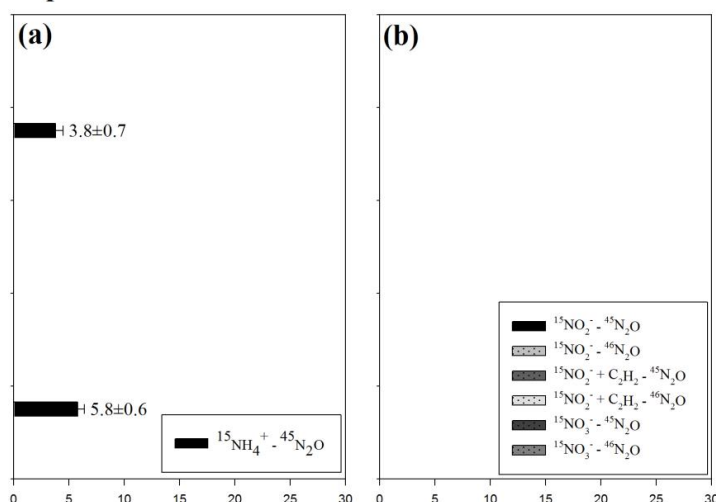 (a)
(b)
3.8±0.7
5.8±0.6
¹⁵NH₄⁺ - ⁴⁵N₂O
¹⁵NO₂⁻ - ⁴⁵N₂O
¹⁵NO₂⁻ - ⁴⁶N₂O
¹⁵NO₂⁻ + C₂H₂ - ⁴⁵N₂O
¹⁵NO₂⁻ + C₂H₂ - ⁴⁶N₂O
¹⁵NO₃⁻ - ⁴⁵N₂O
¹⁵NO₃⁻ - ⁴⁶N₂O
0 5 10 15 20 25 30
0 5 10 15 20 25 30